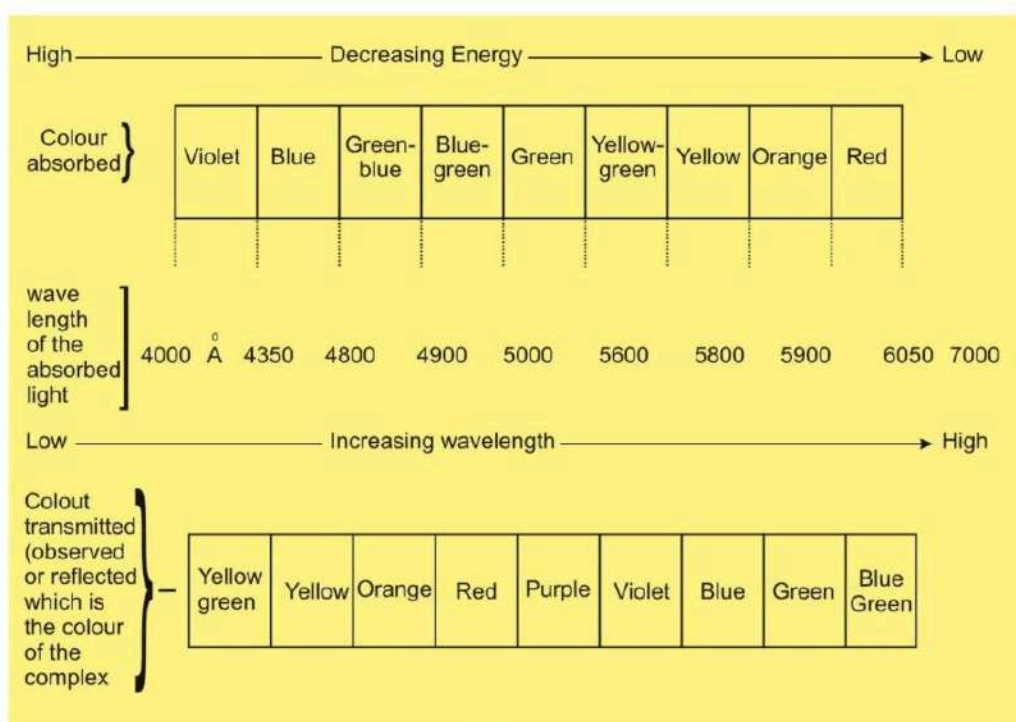 High Decreasing Energy Low
Colour
absorbed
Violet Blue Green-
blue Blue-
green Green Yellow-
green Yellow Orange Red
wave
length
of the
absorbed
light
4000 Å 4350 4800 4900 5000 5600 5800 5900 6050 7000
Low Increasing wavelength High
Colout
transmitted
(observed
or reflected
which is
the colour
of the
complex
Yellow
green Yellow Orange Red Purple Violet Blue Green Blue
Green